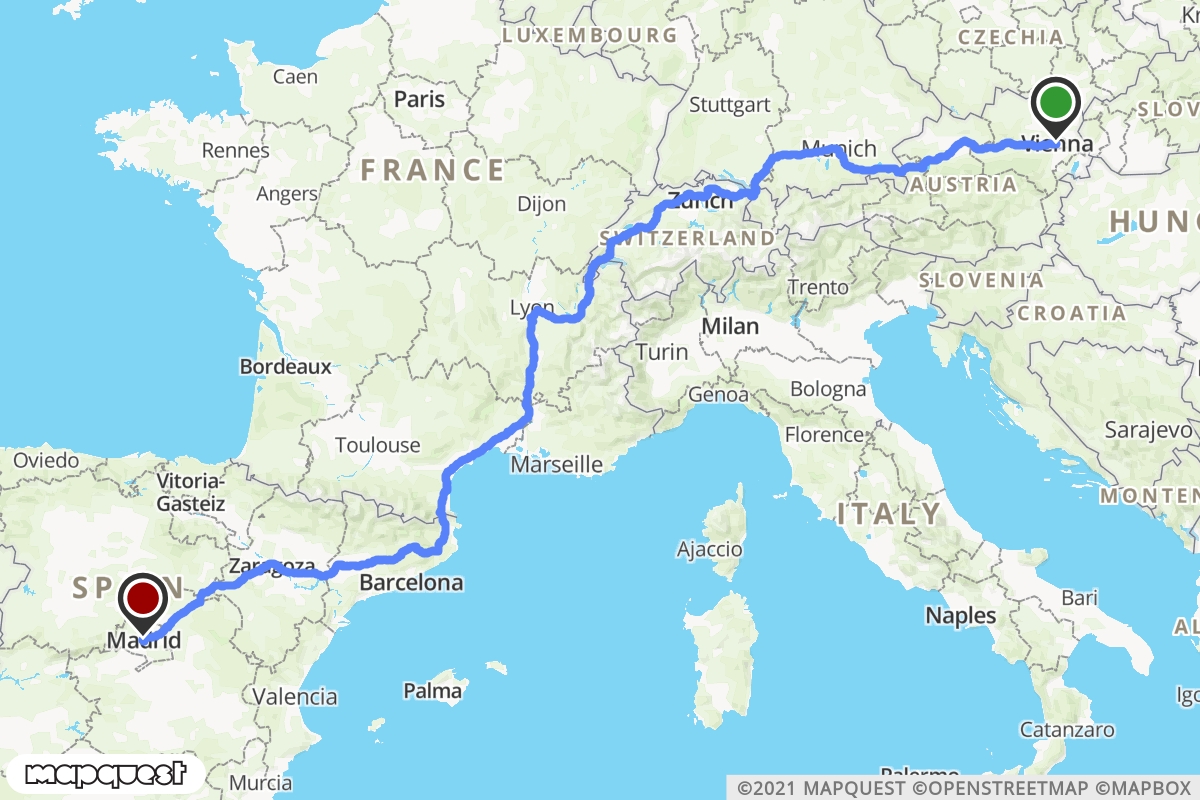 LUXEMBOURG
CZECHIA
Caen
Paris
Stuttgart
SLOV
Rennes
Munich
Vienna
FRANCE
AUSTRIA
Angers
Zurich
Dijon
HUNG
SWITZERLAND
SLOVENIA
Trento
Lyon
CROATIA
Milan
Turin
Bordeaux
Genoa
Bologna
Florence
Sarajevo
Toulouse
Oviedo
Marseille
Vitoria-
Gasteiz
MONTEN
ITALY
Ajaccio
Zaragoza
SPAIN
Barcelona
Bari
Naples
Madrid
AL
Palma
Valencia
Igo
Catanzaro
mapquest
Murcia
Palermo
©2021 MAPQUEST ©OPENSTREETMAP ©MAPBOX